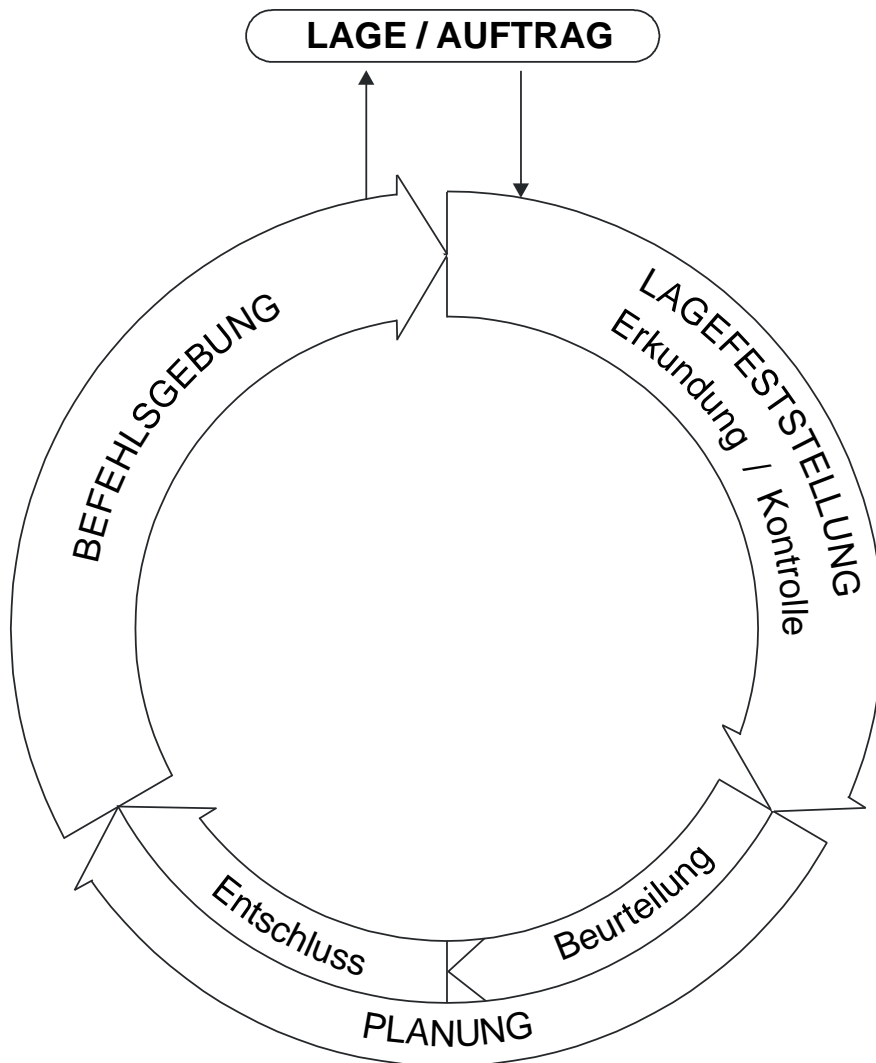 LAGE / AUFTRAG
LAGEFESTSTELLUNG
Erkundung / Kontrolle
Beurteilung
Entschluss
PLANUNG
BEFEHLSGEBUNG